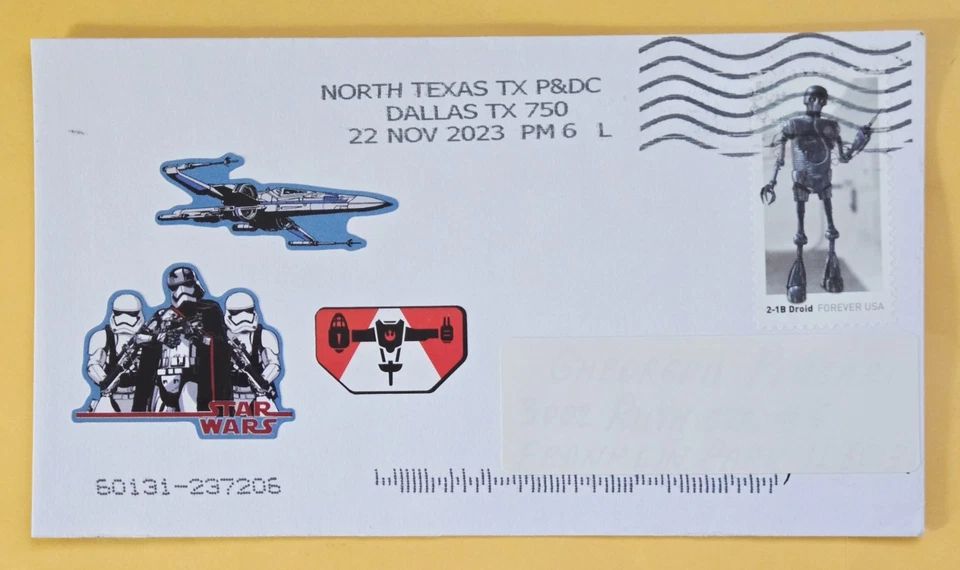 NORTH TEXAS TX P&DC
DALLAS TX 750
22 NOV 2023 PM 6 L
2-1B Droid FOREVER USA
STAR
WARS
60131-237206